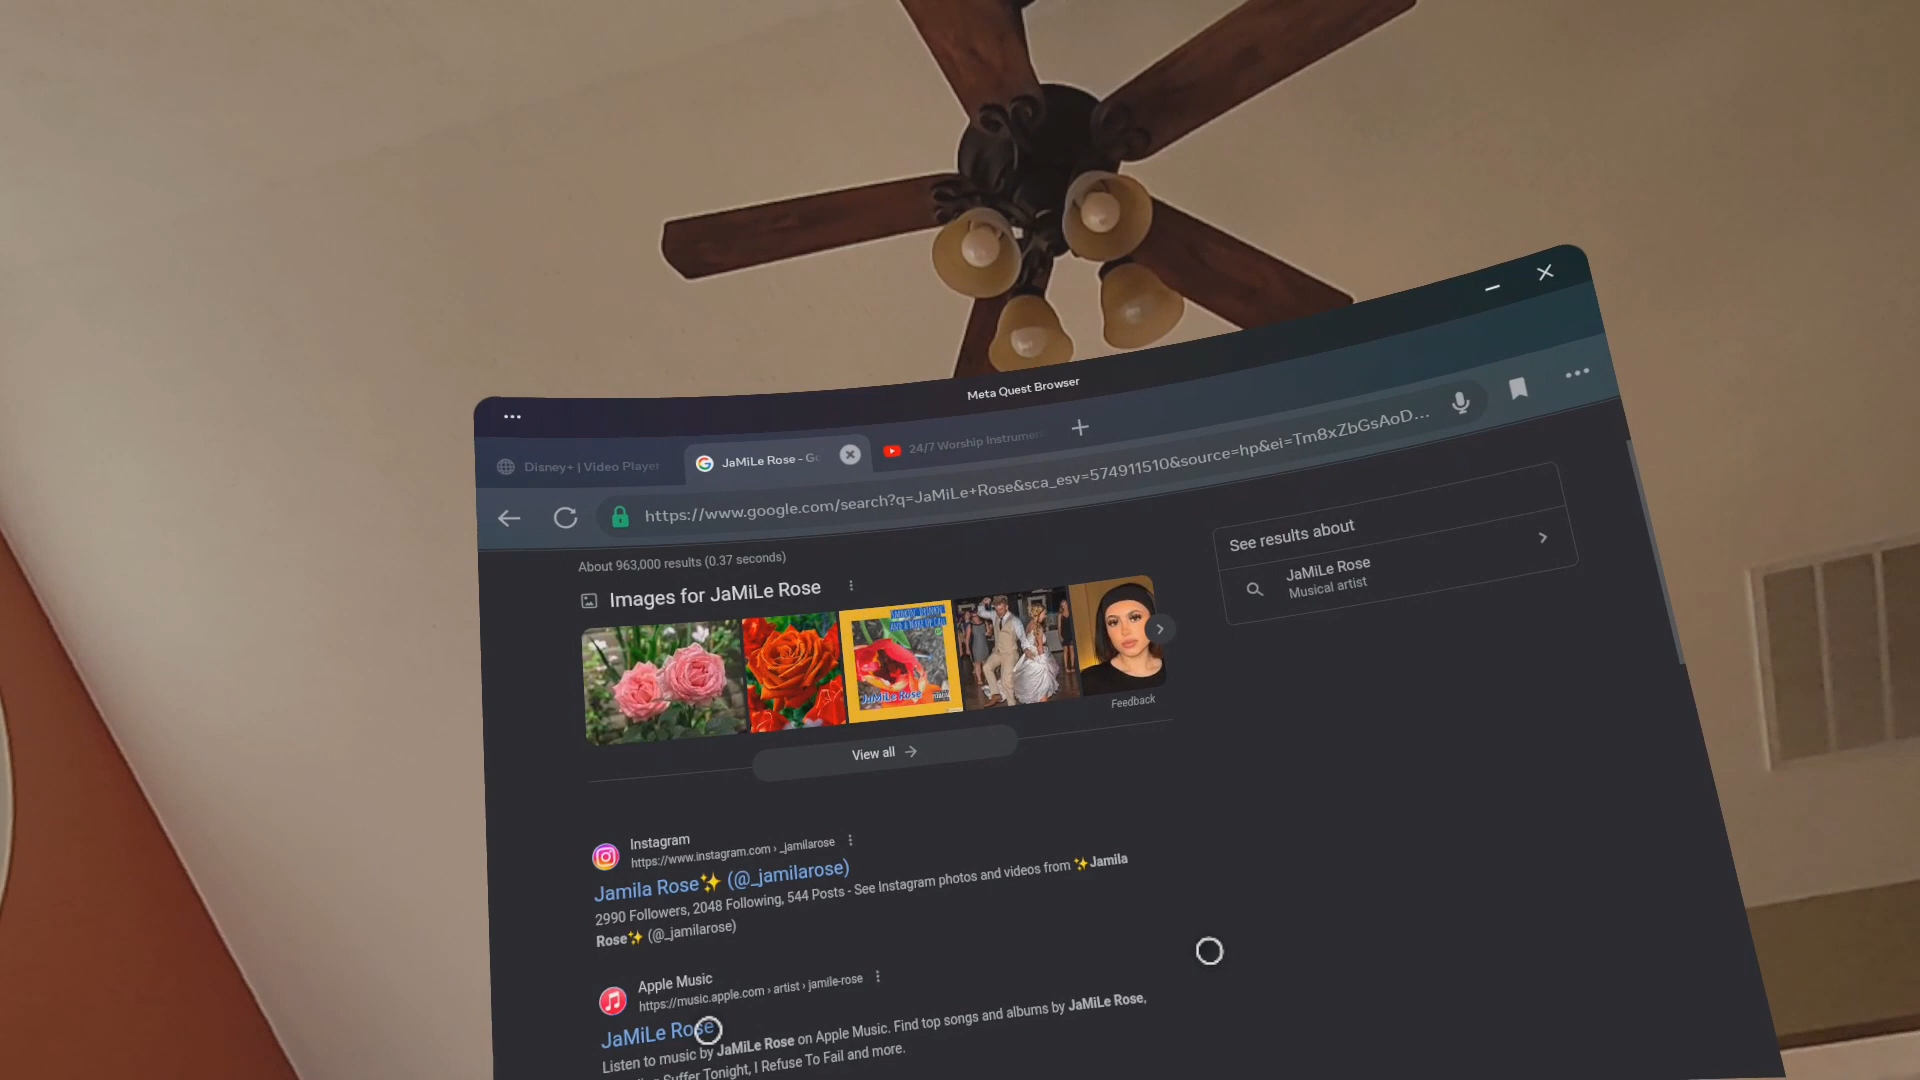 Meta Quest Browser
Disney+ | Video Player
JaMiLe Rose - Go
24/7 Worship Instrumen
https://www.google.com/search?q=JaMiLe+Rose&sca_esv=574911510&source=hp&ei=Tm8xZbGsAoD...
About 963,000 results (0.37 seconds)
Images for JaMiLe Rose
AND A WAKE UP CALL
JaMiLe Rose
Feedback
View all
See results about
JaMiLe Rose
Musical artist
Instagram
https://www.instagram.com › _jamilarose
Jamila Rose✨ (@_jamilarose)
2990 Followers, 2048 Following, 544 Posts - See Instagram photos and videos from ✨Jamila
Rose✨ (@_jamilarose)
Apple Music
https://music.apple.com › artist › jamile-rose
JaMiLe Rose
Listen to music by JaMiLe Rose on Apple Music. Find top songs and albums by JaMiLe Rose,
Suffer Tonight, I Refuse To Fail and more.